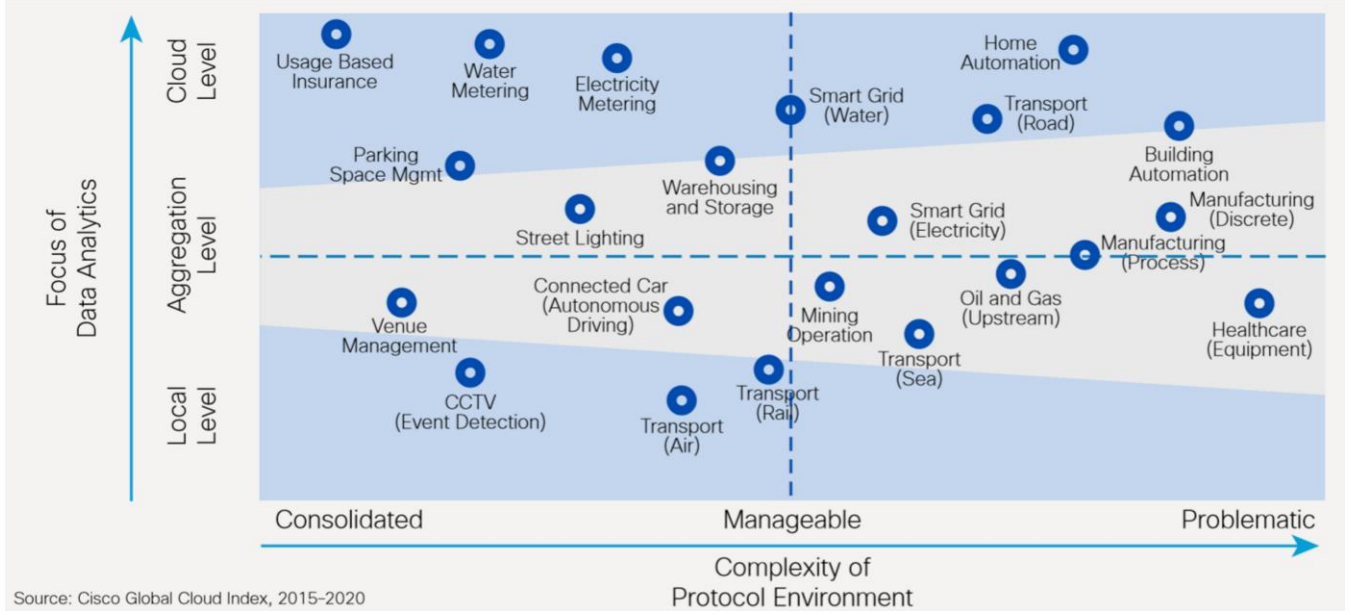 Focus of
Data Analytics
Cloud
Level
Aggregation
Level
Local
Level
Usage Based
Insurance
Water
Metering
Electricity
Metering
Smart Grid
(Water)
Home
Automation
Transport
(Road)
Building
Automation
Parking
Space Mgmt
Warehousing
and Storage
Street Lighting
Smart Grid
(Electricity)
Manufacturing
(Discrete)
Manufacturing
(Process)
Venue
Management
Connected Car
(Autonomous
Driving)
Mining
Operation
Oil and Gas
(Upstream)
Transport
(Sea)
Healthcare
(Equipment)
CCTV
(Event Detection)
Transport
(Air)
Transport
(Rail)
Consolidated
Manageable
Problematic
Complexity of
Protocol Environment
Source: Cisco Global Cloud Index, 2015–2020